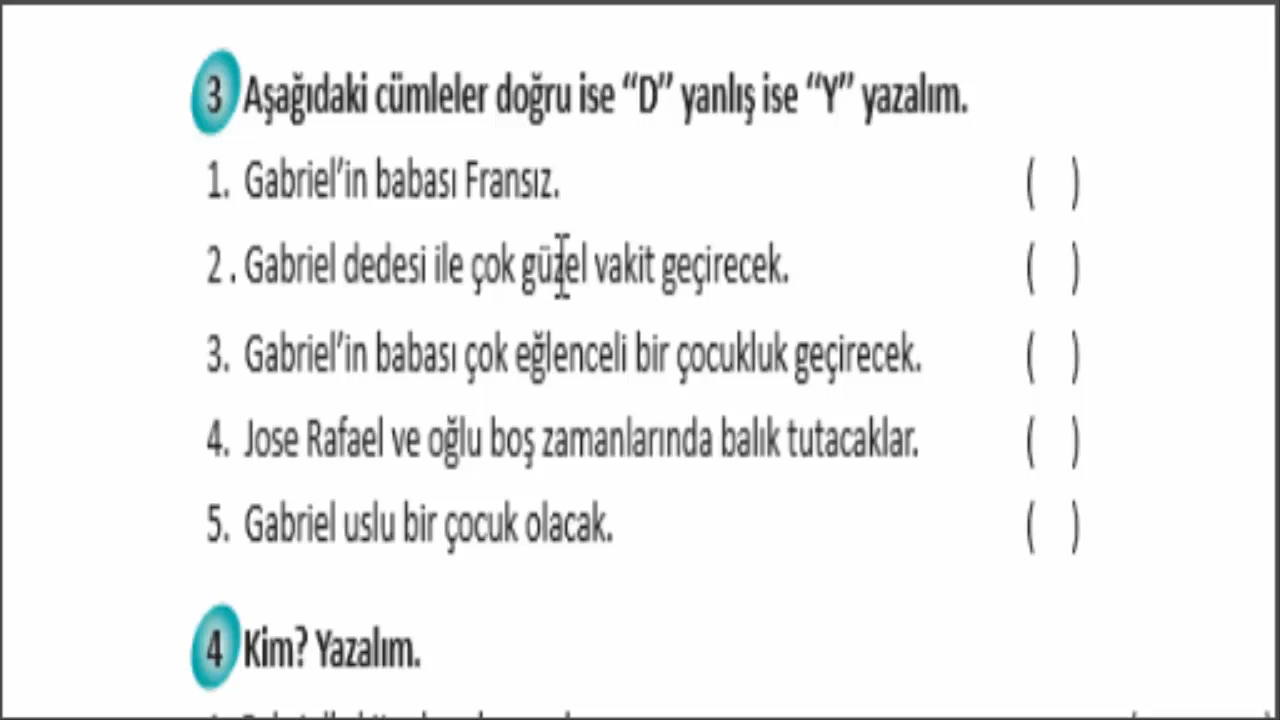 3 Aşağıdaki cümleler doğru ise “D” yanlış ise “Y” yazalım.
1. Gabriel’in babası Fransız. ( )
2 . Gabriel dedesi ile çok güzel vakit geçirecek. ( )
3. Gabriel’in babası çok eğlenceli bir çocukluk geçirecek. ( )
4. Jose Rafael ve oğlu boş zamanlarında balık tutacaklar. ( )
5. Gabriel uslu bir çocuk olacak. ( )
4 Kim? Yazalım.